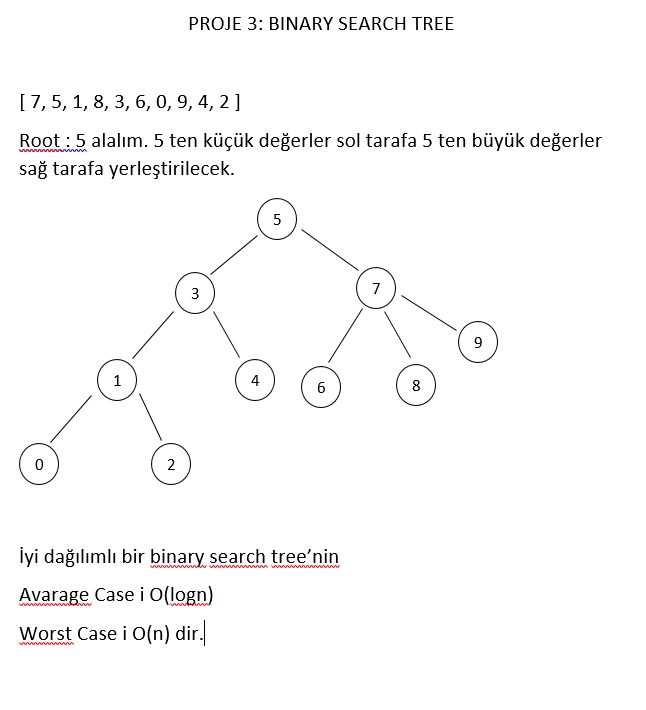 PROJE 3: BINARY SEARCH TREE
[ 7, 5, 1, 8, 3, 6, 0, 9, 4, 2 ]
Root : 5 alalım. 5 ten küçük değerler sol tarafa 5 ten büyük değerler
sağ tarafa yerleştirilecek.
5
3
7
9
1
4
6
8
0
2
İyi dağılımlı bir binary search tree’nin
Avarage Case i O(logn)
Worst Case i O(n) dir.